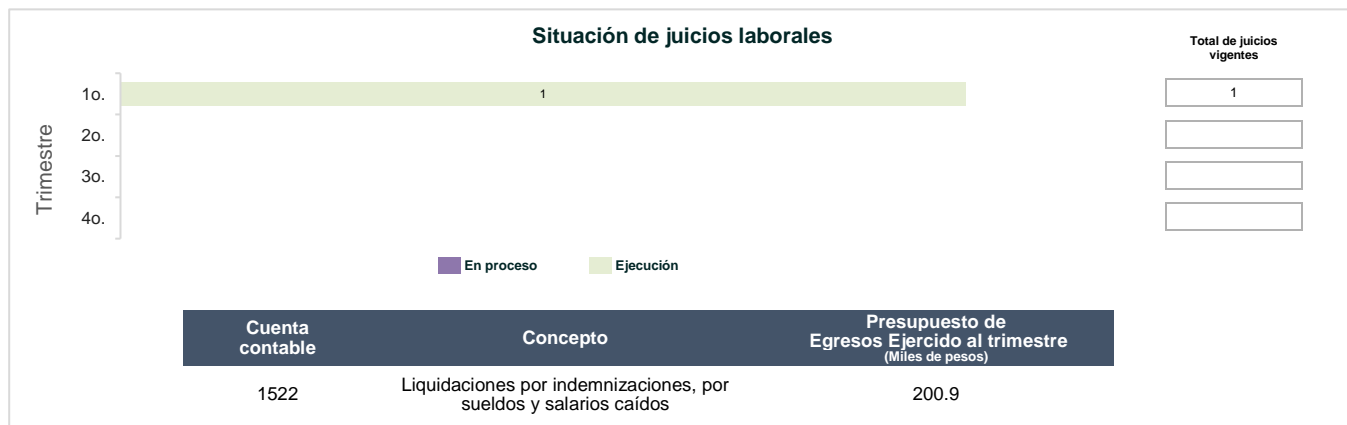 Situación de juicios laborales
Total de juicios
vigentes
Trimestre
1o.
1
1
2o.
3o.
4o.
En proceso
Ejecución
Cuenta
contable
Concepto
Presupuesto de
Egresos Ejercido al trimestre
(Miles de pesos)
1522
Liquidaciones por indemnizaciones, por
sueldos y salarios caídos
200.9